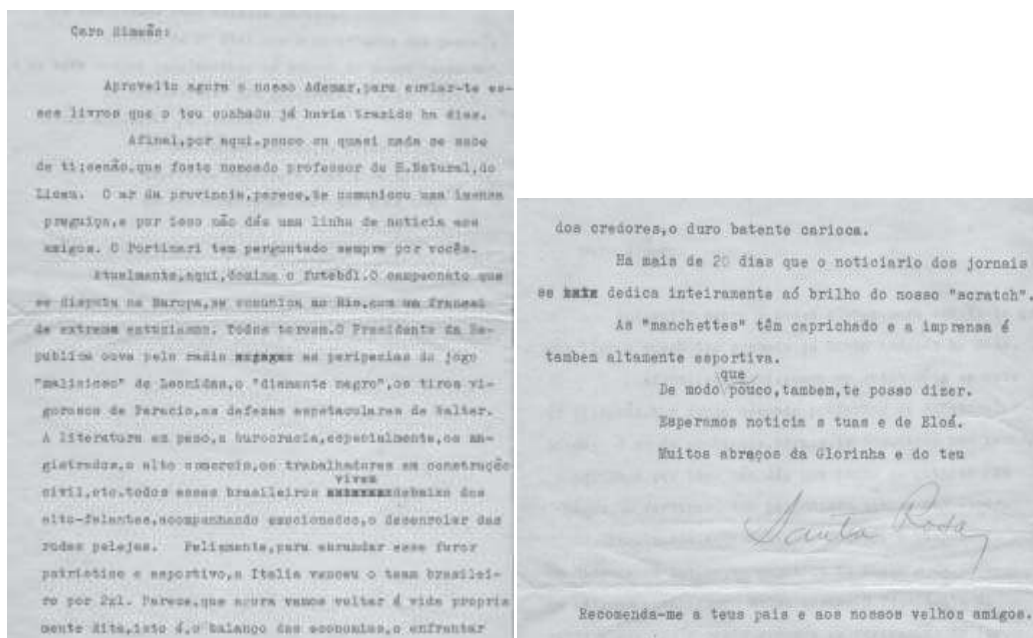 Caro Simeão:
Aproveito agora o nosso Ademar,para enviar-te es-
ses livros que o teu cunhado já havia trazido ha dias.
Afinal,por aqui,pouco ou quasi nada se sabe
de ti;senão,que foste nomeado professor de H.Natural,do
Liceu. O ar da provincia,parece,te comunicou uma imensa
preguiça,e por isso não dás uma linha de noticia aos
amigos. O Portinari tem perguntado sempre por vocês.
Atualmente,aqui,domina o futeból.O campeonato que
se disputa na Europa,se comunica ao Rio,com um frenesi
de extremo entusiasmo. Todos torcem.O Presidente da Re-
publica ouve pelo radio as peripecias do jogo
"malicioso" de Leonidas,o "diamante negro",os tiros vi-
gorosos de Peracio,as defezas espetaculares de Walter.
A literatura em peso,a burocracia,especialmente,os ma-
gistrados,o alto comercio,os trabalhadores em construção
vivem
civil,etc.todos esses brasileiros debaixo dos
alto-falantes,acompanhando emocionados,o desenrolar das
rudes pelejas. Felismente,para abrandar esse furor
patriotico e esportivo,a Italia venceu o team brasilei-
ro por 2x1. Parece,que agora vamos voltar á vida propria
mente dita,isto é,o balanço das economias,o enfrentar
dos credores,o duro batente carioca.
Ha mais de 20 dias que o noticiario dos jornais
se dedica inteiramente aó brilho do nosso "scratch".
As "manchettes" têm caprichado e a imprensa é
tambem altamente esportiva.
que
De modo pouco,tambem,te posso dizer.
Esperamos noticia s tuas e de Eloá.
Muitos abraços da Glorinha e do teu
Santa Rosa
Recomenda-me a teus pais e aos nossos velhos amigos.